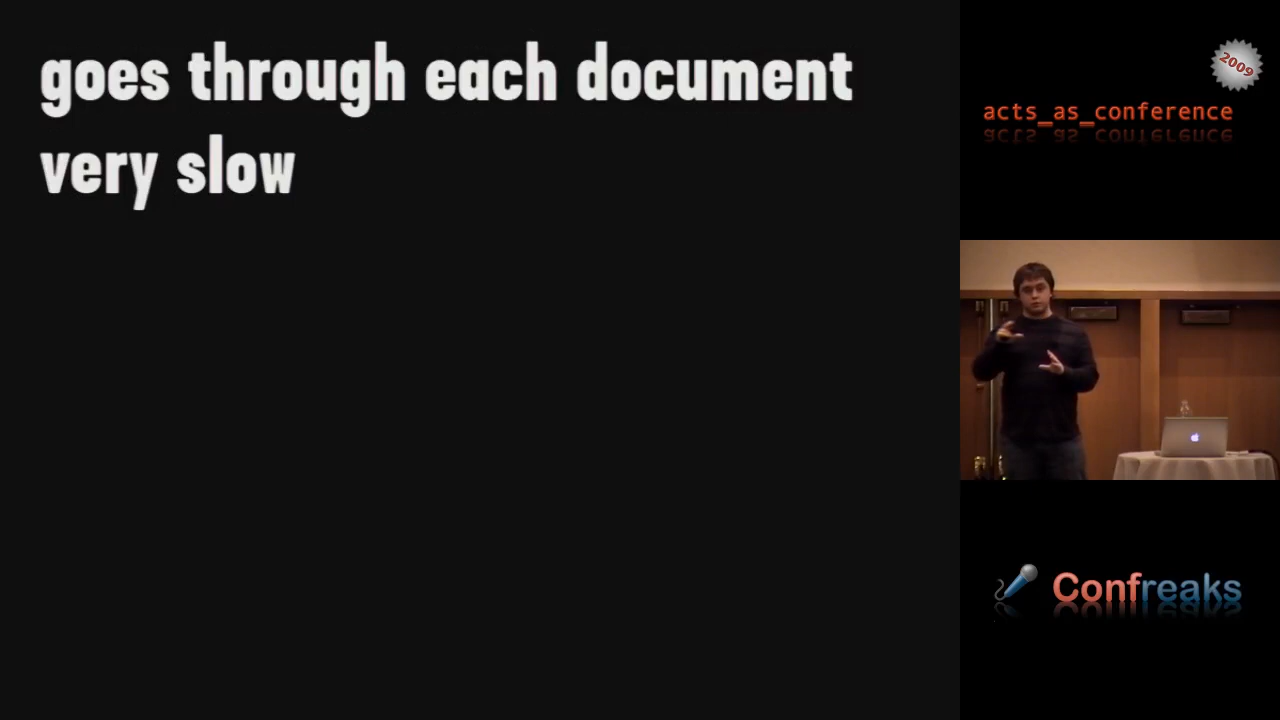 goes through each document
very slow
2009
acts_as_conference
Confreaks